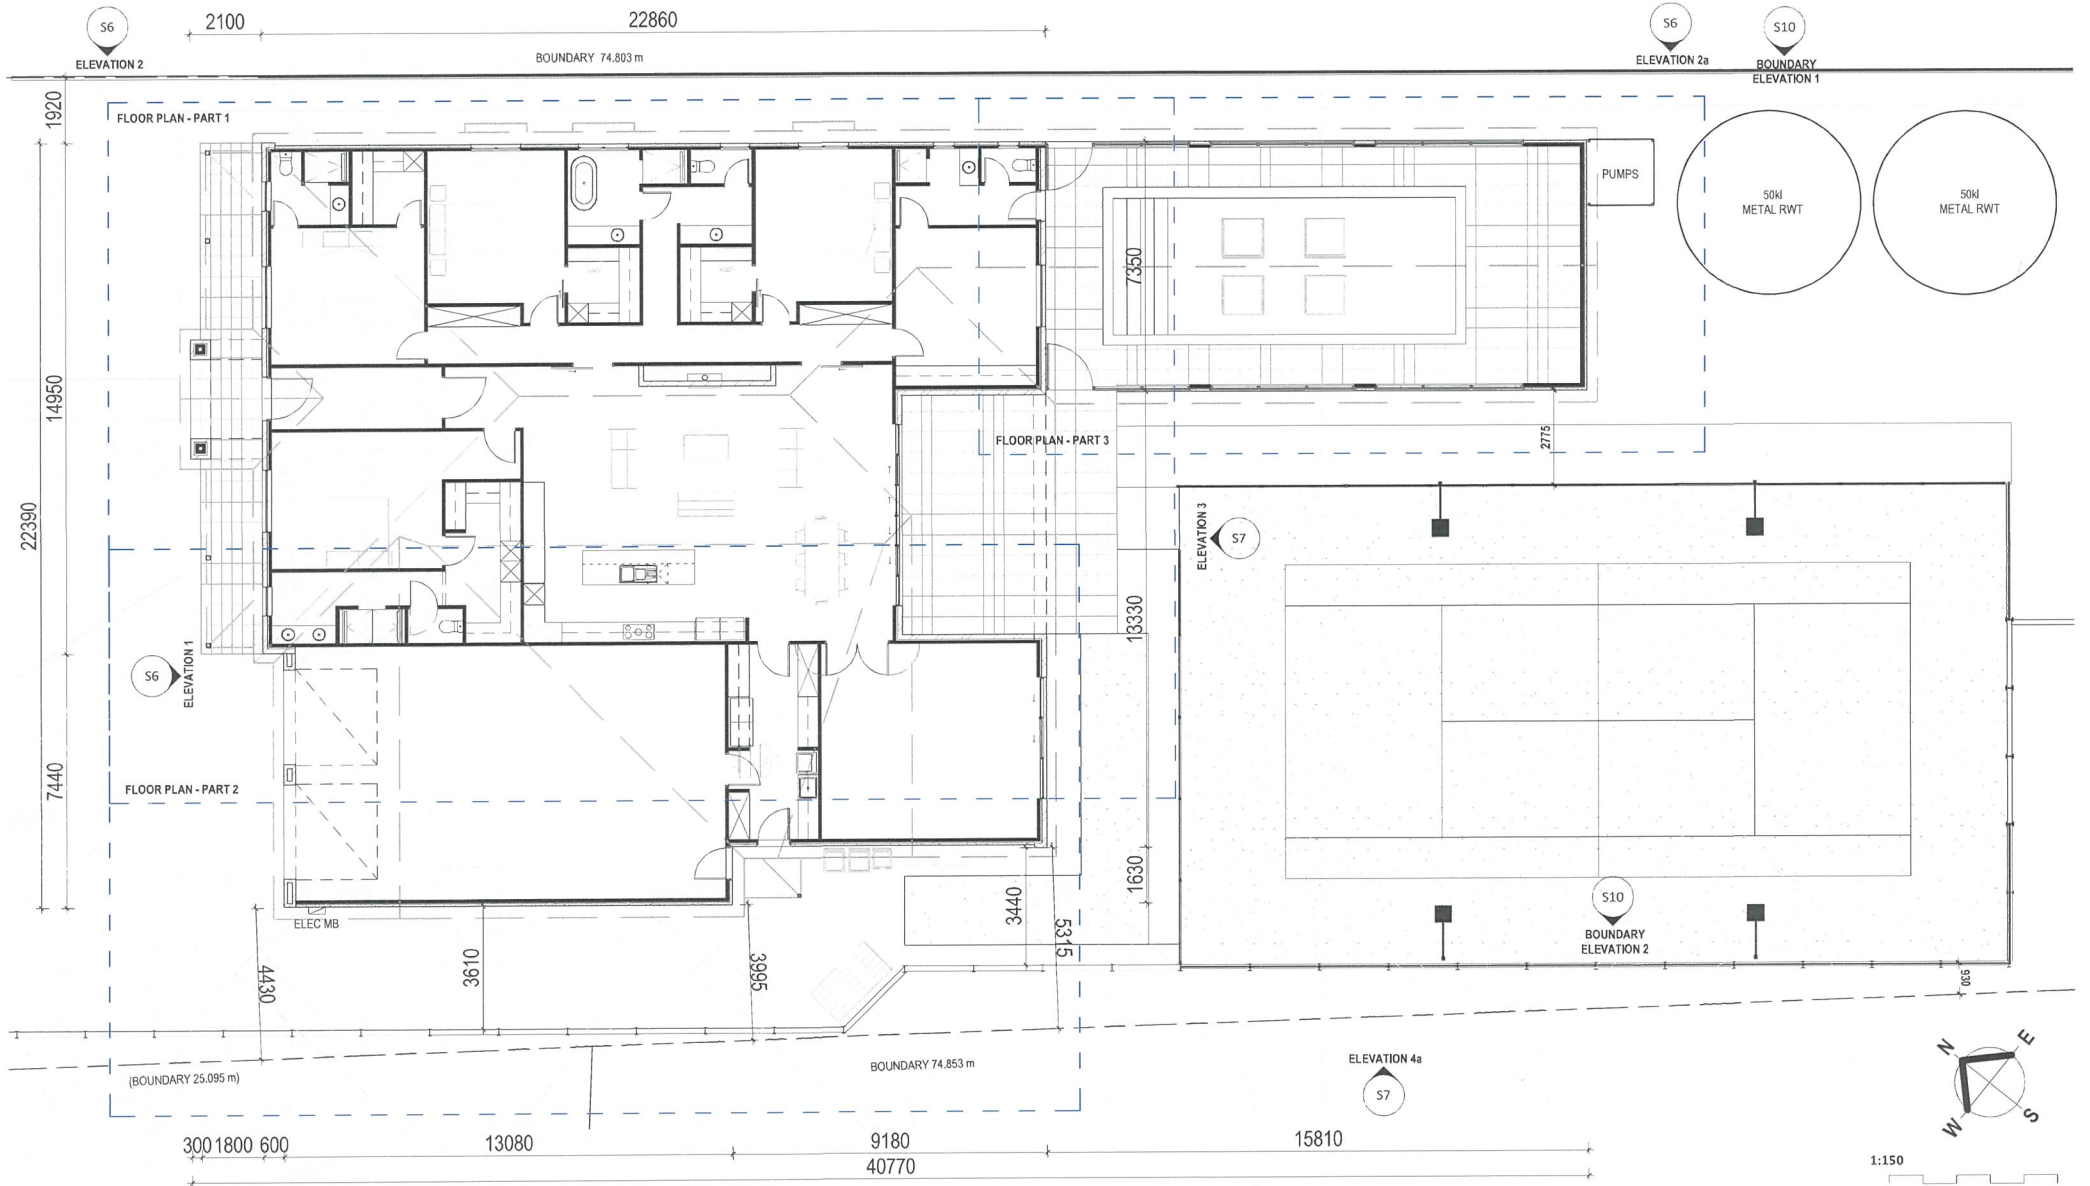 2100
22860
S6
ELEVATION 2
BOUNDARY 74.803 m
S6
ELEVATION 2a
S10
BOUNDARY
ELEVATION 1
1920
FLOOR PLAN - PART 1
PUMPS
50kl
METAL RWT
50kl
METAL RWT
7350
14950
22390
FLOOR PLAN - PART 3
2775
ELEVATION 3
S7
13330
S6
ELEVATION 1
7440
FLOOR PLAN - PART 2
1630
3440
5315
S10
BOUNDARY
ELEVATION 2
ELEC MB
4430
3610
3995
930
(BOUNDARY 25.095 m)
BOUNDARY 74.853 m
ELEVATION 4a
S7
N
E
W
S
300
1800
600
13080
9180
15810
40770
1:150